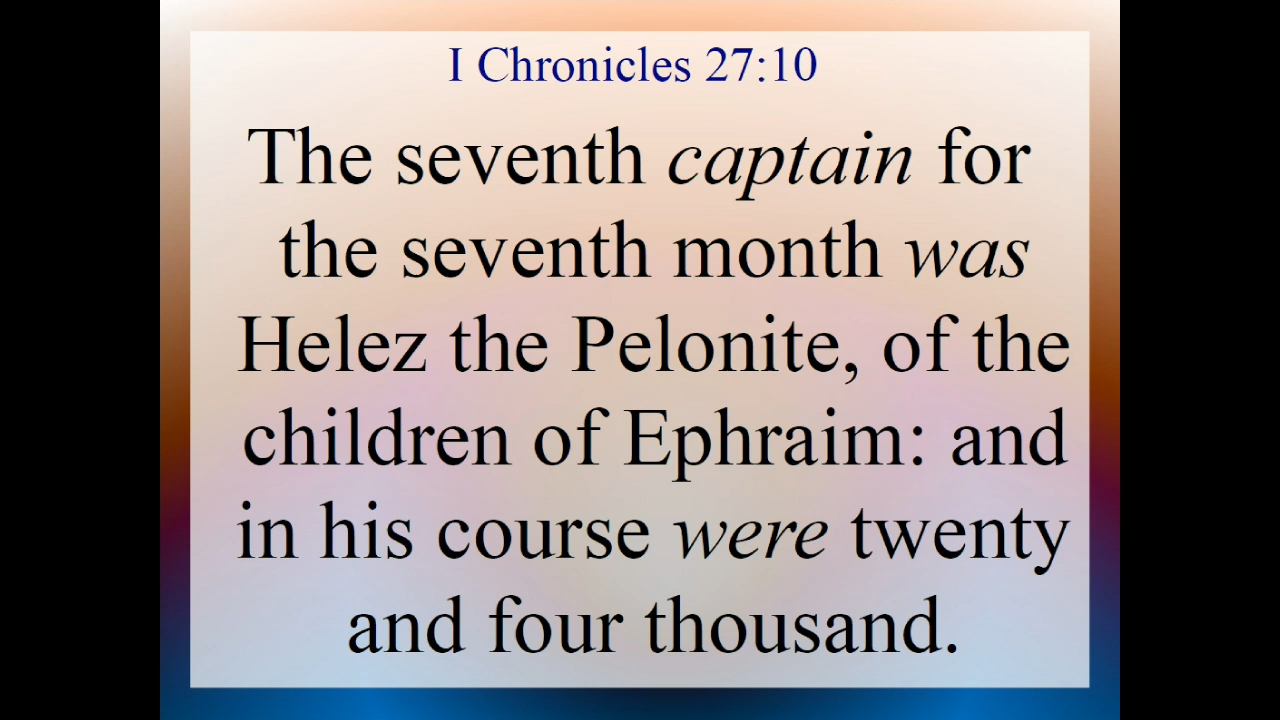 I Chronicles 27:10
The seventh captain for
the seventh month was
Helez the Pelonite, of the
children of Ephraim: and
in his course were twenty
and four thousand.